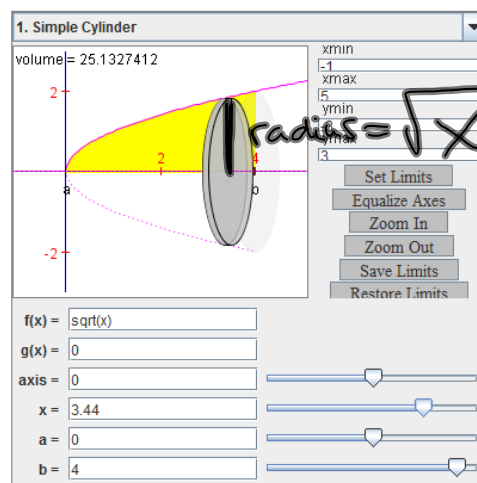 1. Simple Cylinder
volume = 25.1327412
xmin
-1
xmax
5
ymin
ymax
3
2
2
4
a
b
-2
radius = √x
Set Limits
Equalize Axes
Zoom In
Zoom Out
Save Limits
Restore Limits
f(x) = sqrt(x)
g(x) = 0
axis = 0
x = 3.44
a = 0
b = 4